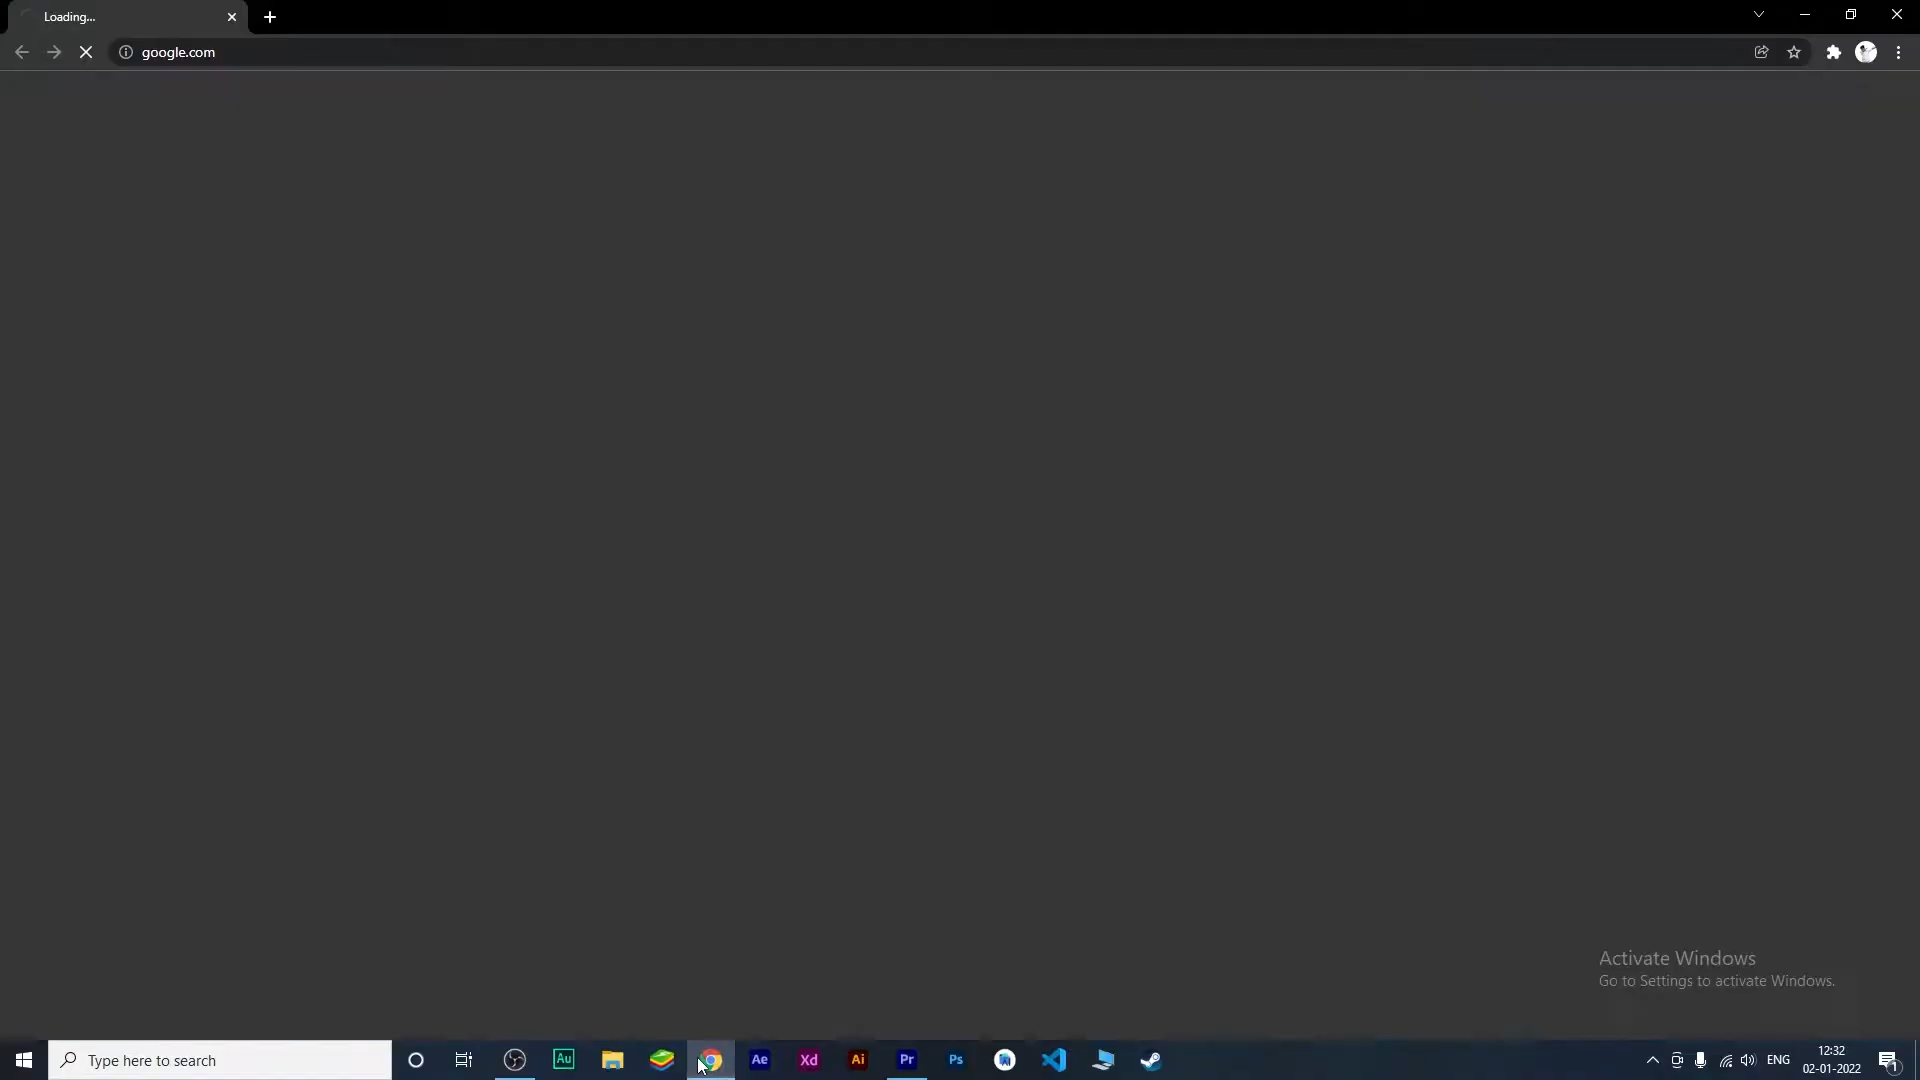 Loading...
google.com
Activate Windows
Go to Settings to activate Windows.
Type here to search
Au
Ae
Xd
Ai
Pr
Ps
ENG
12:32
02-01-2022
1